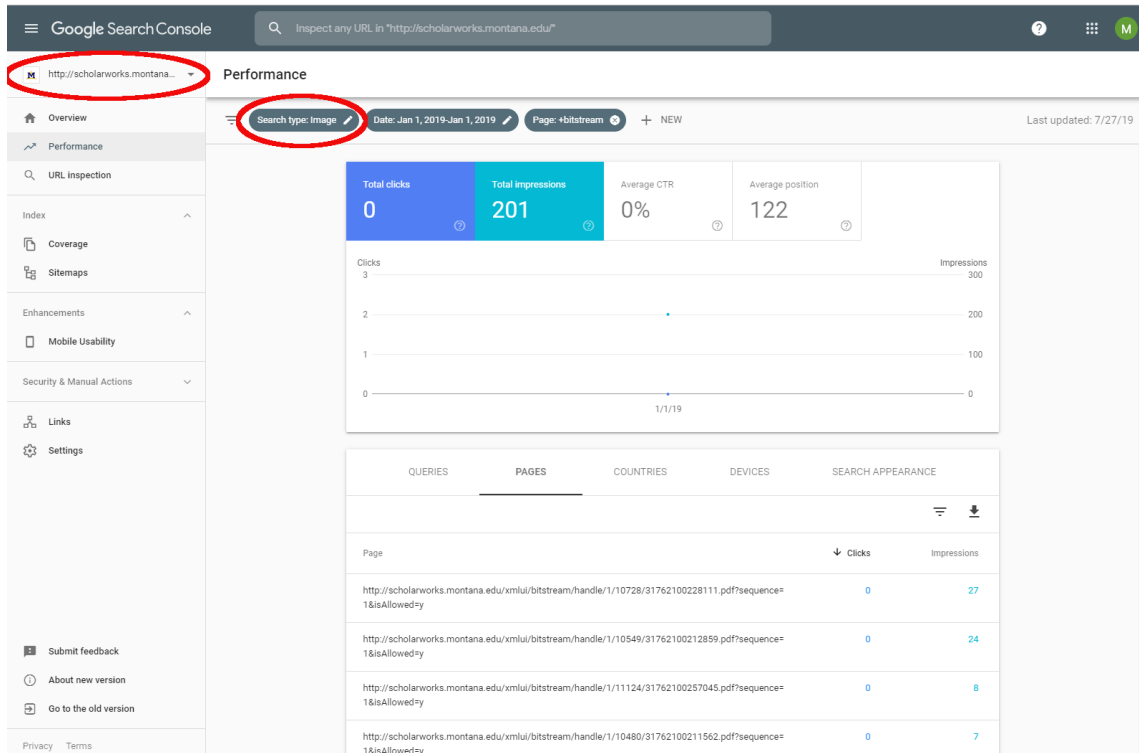 Google Search Console
Inspect any URL in "http://scholarworks.montana.edu/"
M
M http://scholarworks.montana...
Performance
Overview
Performance
URL inspection
Index
Coverage
Sitemaps
Enhancements
Mobile Usability
Security & Manual Actions
Links
Settings
Submit feedback
About new version
Go to the old version
Privacy Terms
Search type: Image
Date: Jan 1, 2019-Jan 1, 2019
Page: +bitstream
+ NEW
Last updated: 7/27/19
Total clicks
0
Total impressions
201
Average CTR
0%
Average position
122
Clicks
3
2
1
0
Impressions
300
200
100
0
1/1/19
QUERIES PAGES COUNTRIES DEVICES SEARCH APPEARANCE
Page Clicks Impressions
http://scholarworks.montana.edu/xmlui/bitstream/handle/1/10728/31762100228111.pdf?sequence= 0 27
1&isAllowed=y
http://scholarworks.montana.edu/xmlui/bitstream/handle/1/10549/31762100212859.pdf?sequence= 0 24
1&isAllowed=y
http://scholarworks.montana.edu/xmlui/bitstream/handle/1/11124/31762100257045.pdf?sequence= 0 8
1&isAllowed=y
http://scholarworks.montana.edu/xmlui/bitstream/handle/1/10480/31762100211562.pdf?sequence= 0 7
1&isAllowed=y